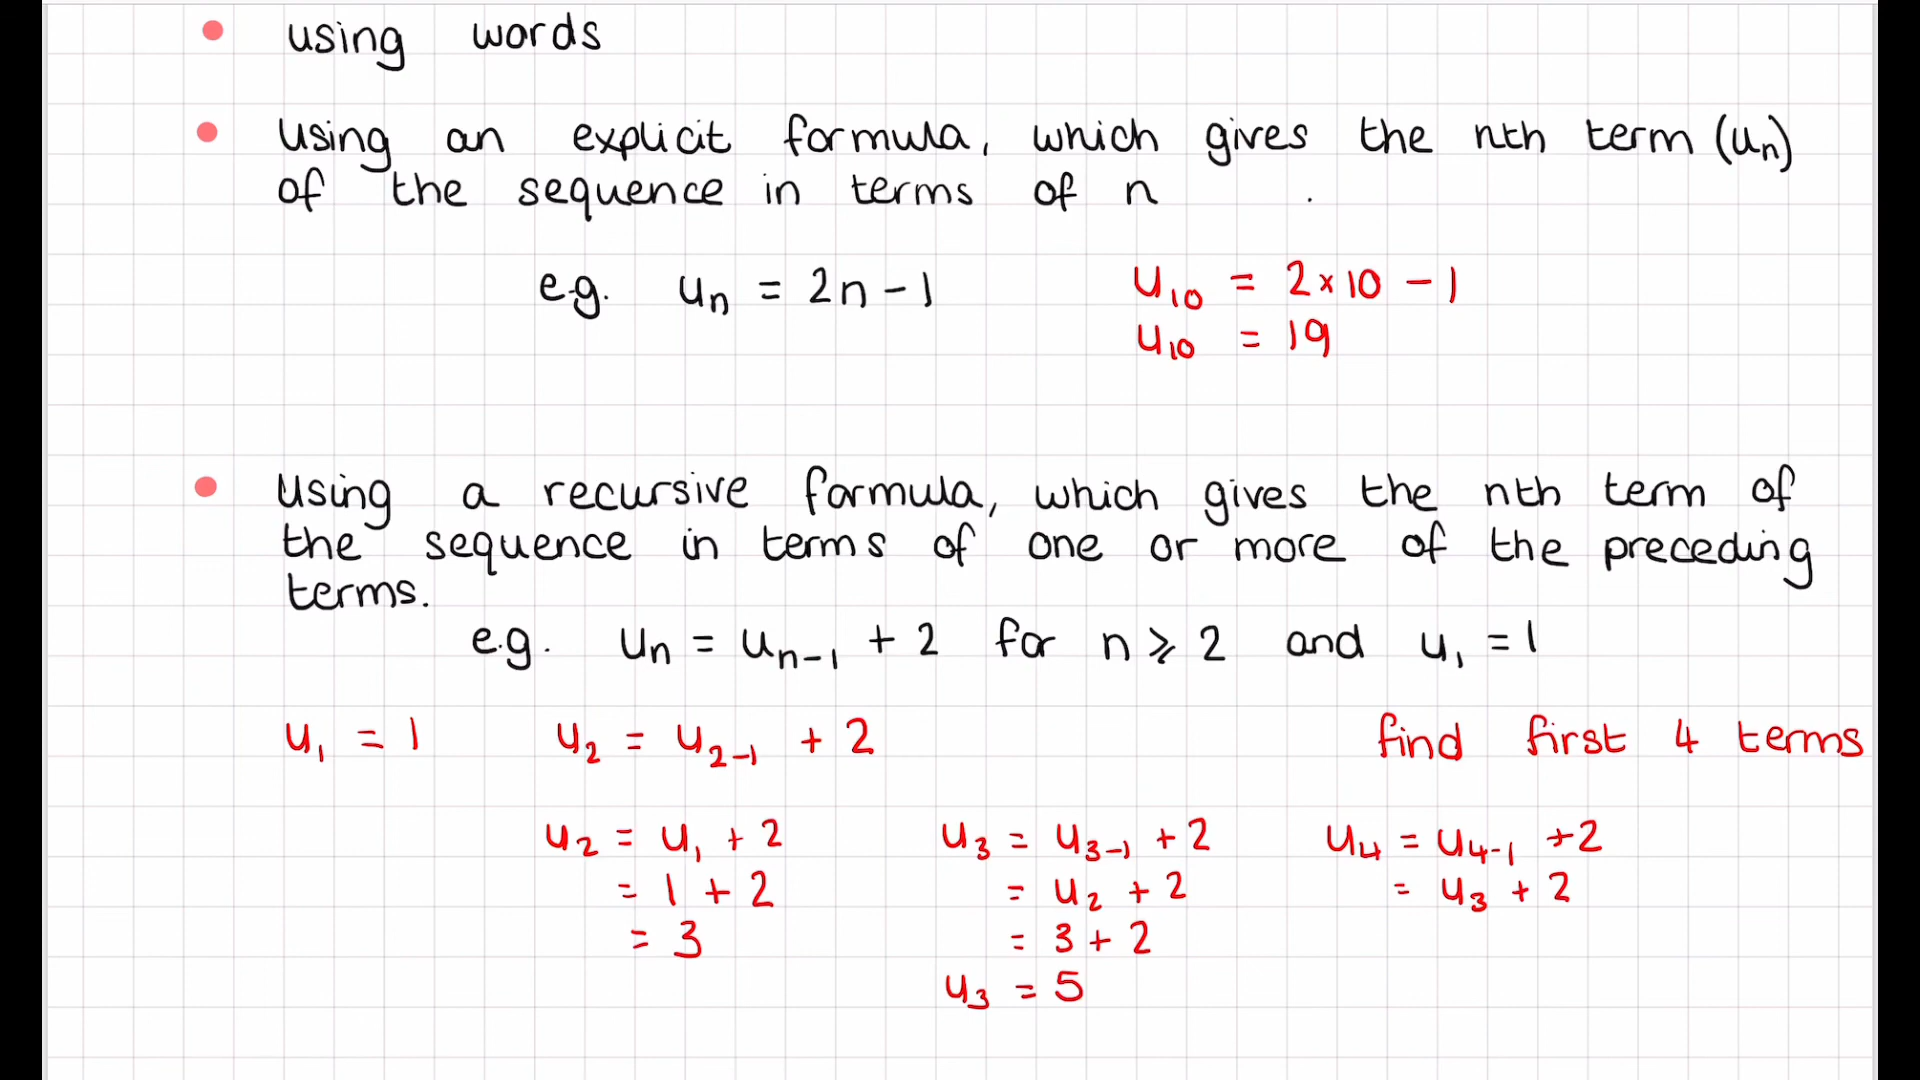 • using words
• using an explicit formula, which gives the nth term (uₙ)
of the sequence in terms of n .
e.g. uₙ = 2n - 1
u₁₀ = 2 × 10 - 1
u₁₀ = 19
• using a recursive formula, which gives the nth term of
the sequence in terms of one or more of the preceding
terms.
e.g. uₙ = uₙ₋₁ + 2 for n ⩾ 2 and u₁ = 1
u₁ = 1 u₂ = u₂₋₁ + 2 find first 4 terms
u₂ = u₁ + 2
= 1 + 2
= 3
u₃ = u₃₋₁ + 2
= u₂ + 2
= 3 + 2
u₃ = 5
u₄ = u₄₋₁ + 2
= u₃ + 2